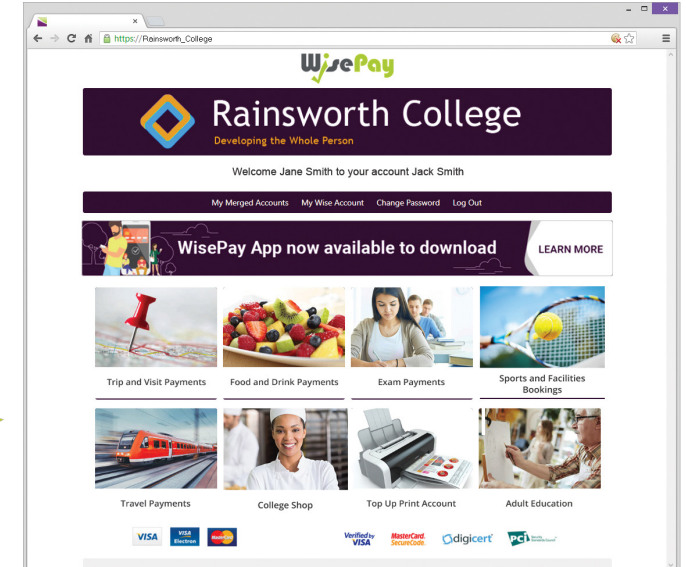 https://Rainsworth_College
WisePay
Rainsworth College
Developing the Whole Person
Welcome Jane Smith to your account Jack Smith
My Merged Accounts My Wise Account Change Password Log Out
WisePay App now available to download LEARN MORE
Trip and Visit Payments Food and Drink Payments Exam Payments Sports and Facilities
Bookings
Travel Payments College Shop Top Up Print Account Adult Education
VISA VISA Electron MasterCard Verified by VISA MasterCard. SecureCode. digicert PCI